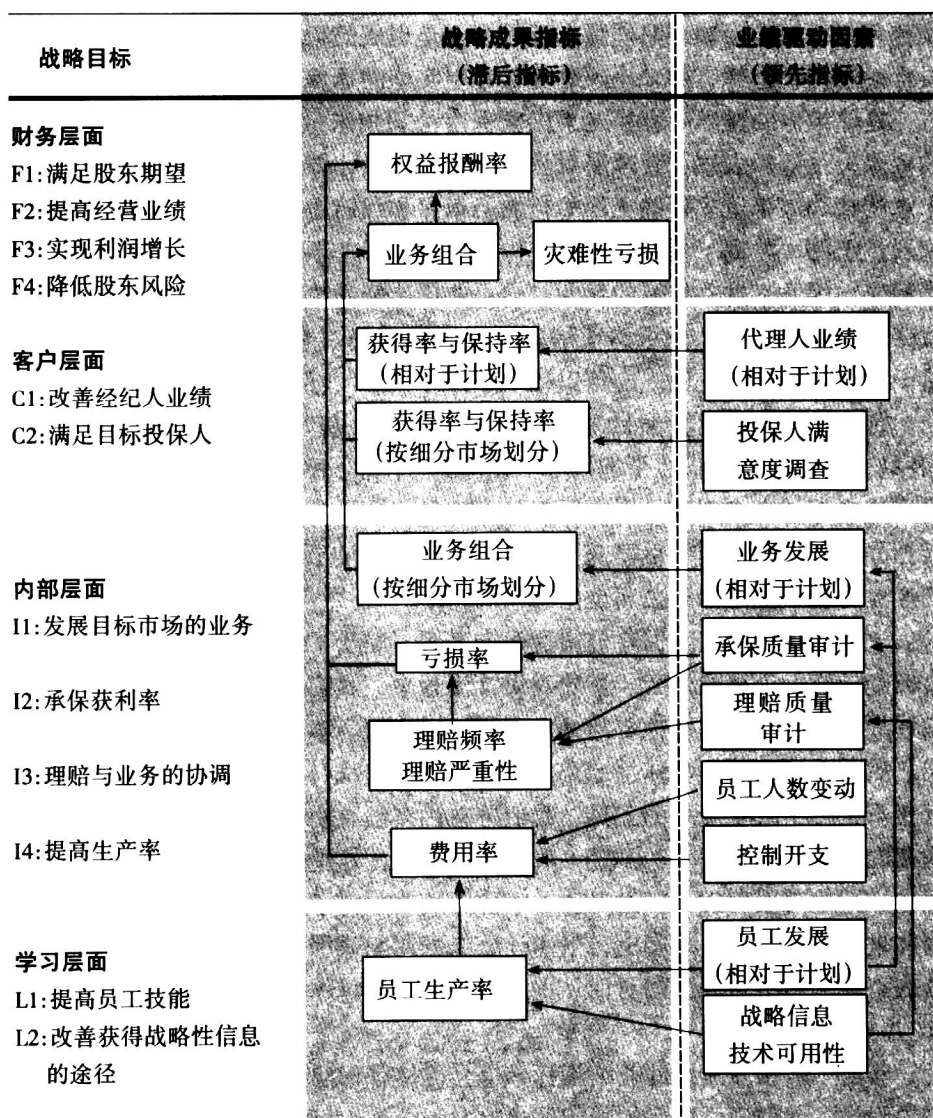 战略目标
战略成果指标
(滞后指标)
业绩驱动因素
(领先指标)
财务层面
F1:满足股东期望
F2:提高经营业绩
F3:实现利润增长
F4:降低股东风险
权益报酬率
业务组合
灾难性亏损
客户层面
C1:改善经纪人业绩
C2:满足目标投保人
获得率与保持率
(相对于计划)
获得率与保持率
(按细分市场划分)
代理人业绩
(相对于计划)
投保人满
意度调查
内部层面
I1:发展目标市场的业务
I2:承保获利率
I3:理赔与业务的协调
I4:提高生产率
业务组合
(按细分市场划分)
亏损率
理赔频率
理赔严重性
费用率
业务发展
(相对于计划)
承保质量审计
理赔质量
审计
员工人数变动
控制开支
学习层面
L1:提高员工技能
L2:改善获得战略性信息
的途径
员工生产率
员工发展
(相对于计划)
战略信息
技术可用性